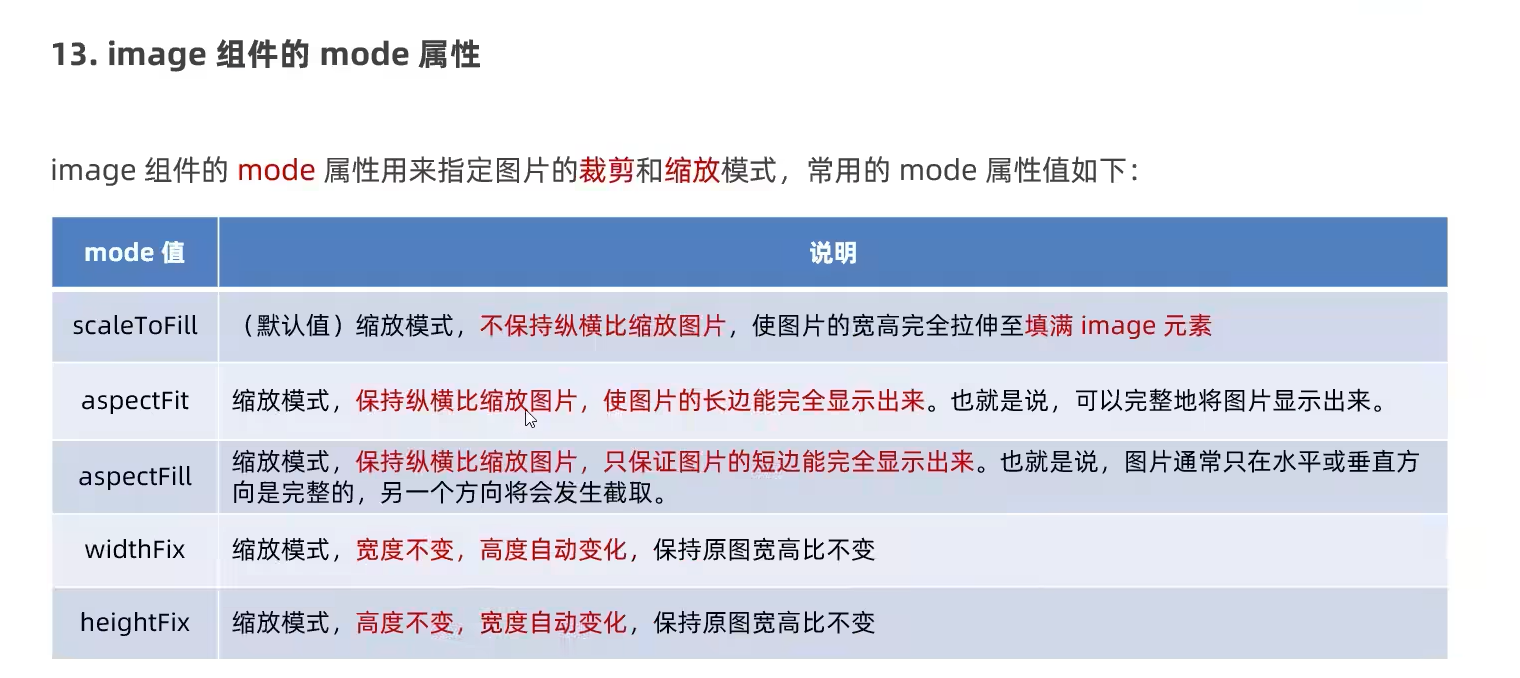 13. image 组件的 mode 属性
image 组件的 mode 属性用来指定图片的裁剪和缩放模式，常用的 mode 属性值如下：
mode 值 说明
scaleToFill （默认值）缩放模式，不保持纵横比缩放图片，使图片的宽高完全拉伸至填满 image 元素
aspectFit 缩放模式，保持纵横比缩放图片，使图片的长边能完全显示出来。也就是说，可以完整地将图片显示出来。
aspectFill 缩放模式，保持纵横比缩放图片，只保证图片的短边能完全显示出来。也就是说，图片通常只在水平或垂直方
向是完整的，另一个方向将会发生截取。
widthFix 缩放模式，宽度不变，高度自动变化，保持原图宽高比不变
heightFix 缩放模式，高度不变，宽度自动变化，保持原图宽高比不变